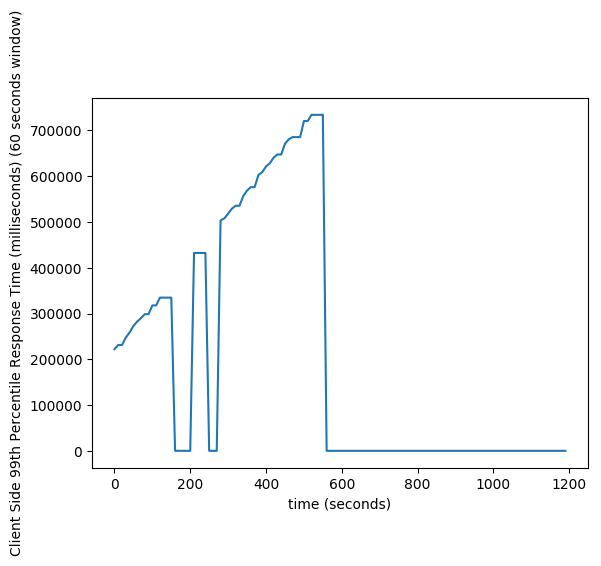 Client Side 99th Percentile Response Time (milliseconds) (60 seconds window)
700000
600000
500000
400000
300000
200000
100000
0
0 200 400 600 800 1000 1200
time (seconds)